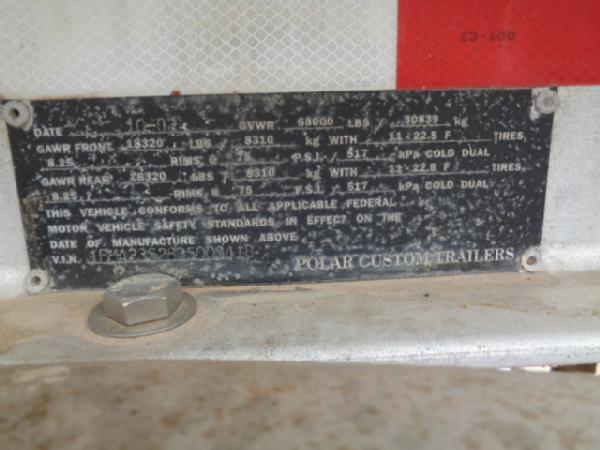 DOT-C2
DATE GVWR 68000 LBS / 30839 kg
GAWR FRONT 18320 LBS / 8310 kg WITH 11-22.5 F TIRES,
8.25 RIMS @ 75 P.S.I./ 517 kPa COLD DUAL
GAWR REAR LBS / 8310 kg WITH 11-22.5 F TIRES,
8.25 / RIMS @ 75 P.S.I./ 517 kPa COLD DUAL
THIS VEHICLE CONFORMS TO ALL APPLICABLE FEDERAL
MOTOR VEHICLE SAFETY STANDARDS IN EFFECT ON THE
DATE OF MANUFACTURE SHOWN ABOVE
V.I.N. POLAR CUSTOM TRAILERS